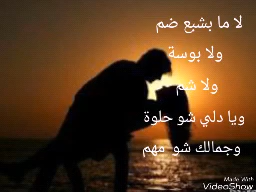 لا ما بشبع ضم
ولا بوسة
ولا شم
ويا دلي شو حلوة
وجمالك شو مهم
Made With
VideoShow